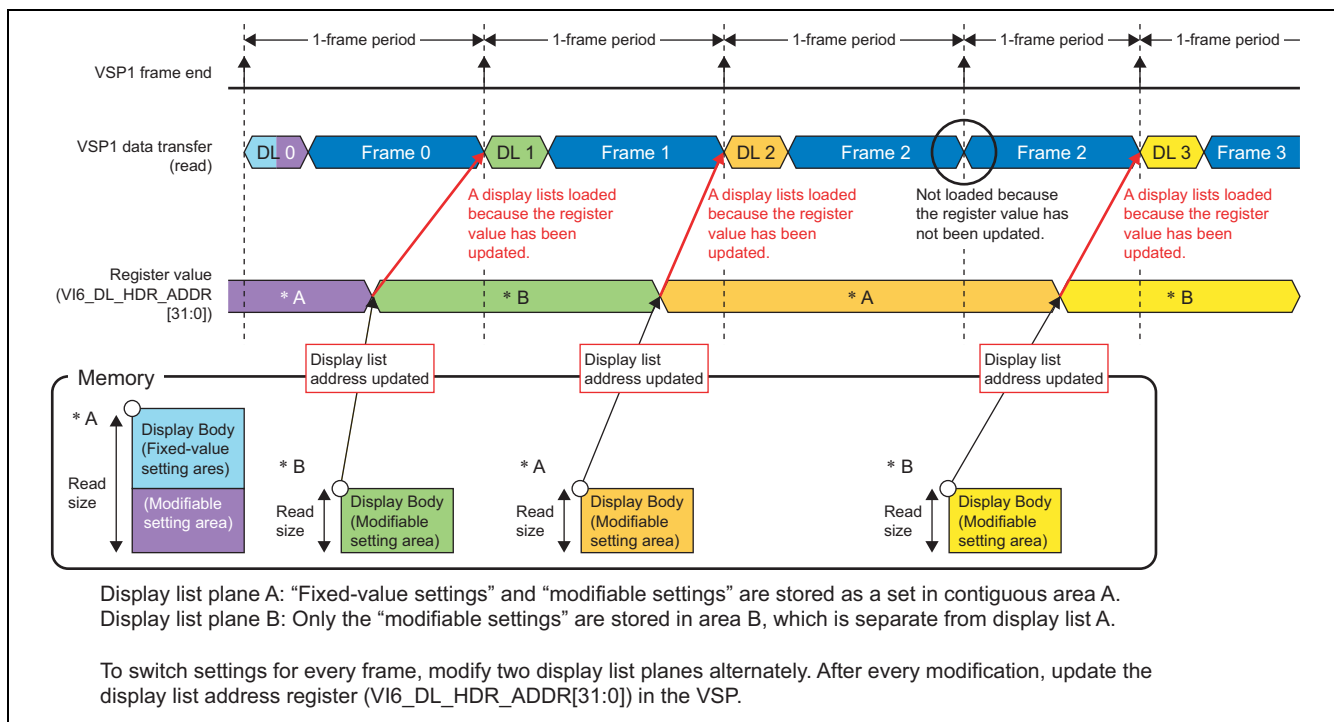 1-frame period 1-frame period 1-frame period 1-frame period 1-frame period
VSP1 frame end
VSP1 data transfer
(read)
DL 0 Frame 0 DL 1 Frame 1 DL 2 Frame 2 Frame 2 DL 3 Frame 3
A display lists loaded
because the register
value has been
updated.
A display lists loaded
because the register
value has been
updated.
Not loaded because
the register value has
not been updated.
A display lists loaded
because the register
value has been
updated.
Register value
(VI6_DL_HDR_ADDR
[31:0])
* A * B * A * B
Display list
address updated
Display list
address updated
Display list
address updated
Memory
* A
Read
size
Display Body
(Fixed-value
setting ares)
(Modifiable
setting area)
* B
Read
size
Display Body
(Modifiable
setting area)
* A
Read
size
Display Body
(Modifiable
setting area)
* B
Read
size
Display Body
(Modifiable
setting area)
Display list plane A: “Fixed-value settings” and “modifiable settings” are stored as a set in contiguous area A.
Display list plane B: Only the “modifiable settings” are stored in area B, which is separate from display list A.
To switch settings for every frame, modify two display list planes alternately. After every modification, update the
display list address register (VI6_DL_HDR_ADDR[31:0]) in the VSP.